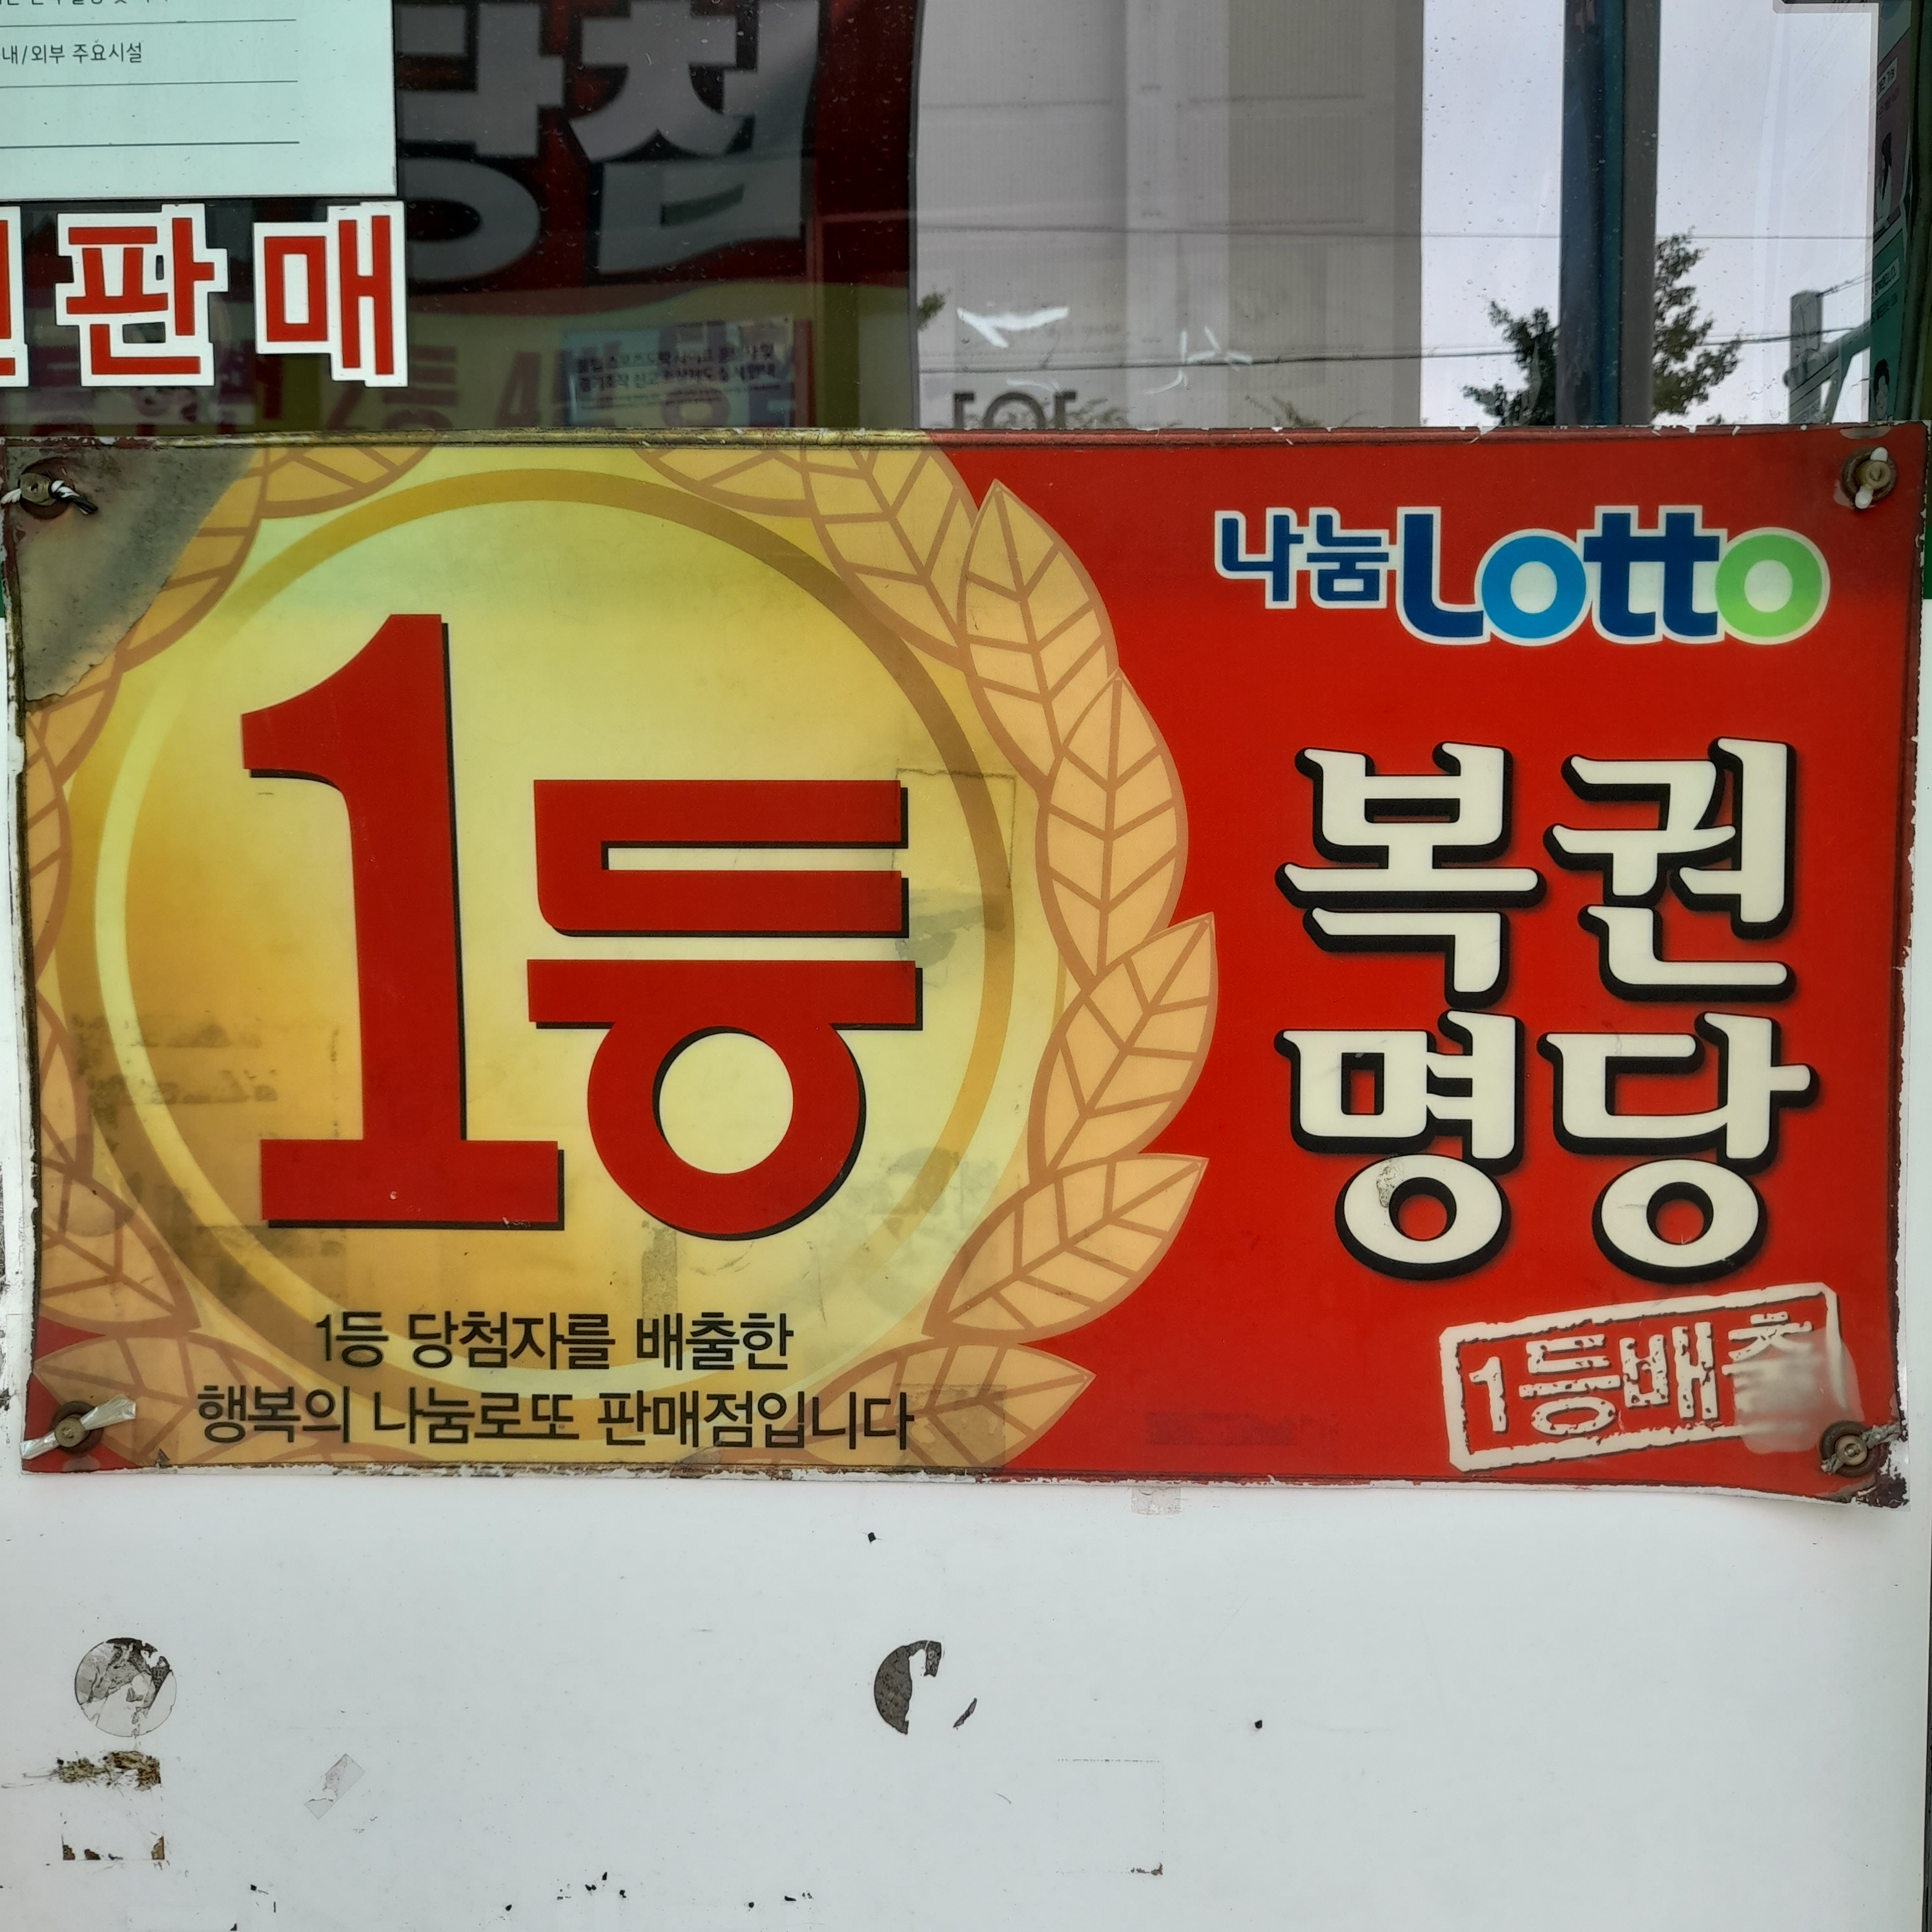 내/외부 주요시설
판매
당첨
나눔Lotto
1등
복권
명당
1등 당첨자를 배출한
행복의 나눔로또 판매점입니다
1등배출